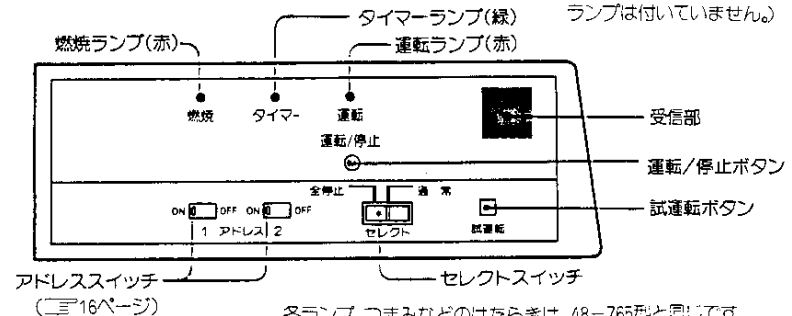 ランプは付いていません。)
タイマーランプ(緑)
燃焼ランプ(赤)
運転ランプ(赤)
燃焼 タイマー 運転
受信部
運転/停止
運転/停止ボタン
全停止 通常
ON OFF ON OFF
試運転ボタン
1 アドレス 2
セレクト
試運転
アドレススイッチ
セレクトスイッチ
(☞16ページ)
各ランプ、つまみなどのはたらきは、48-765型と同じです